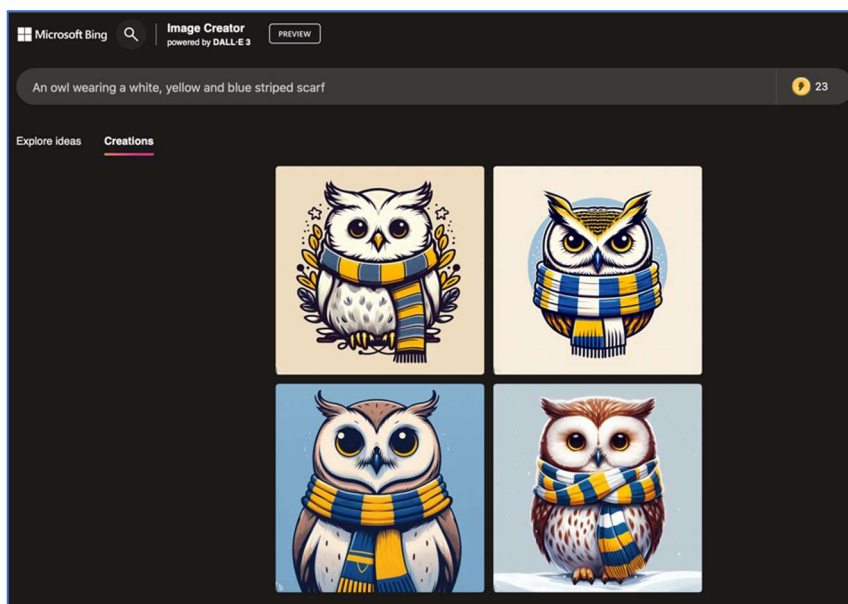 Microsoft Bing
Image Creator
powered by DALL·E 3
PREVIEW
An owl wearing a white, yellow and blue striped scarf
23
Explore ideas
Creations